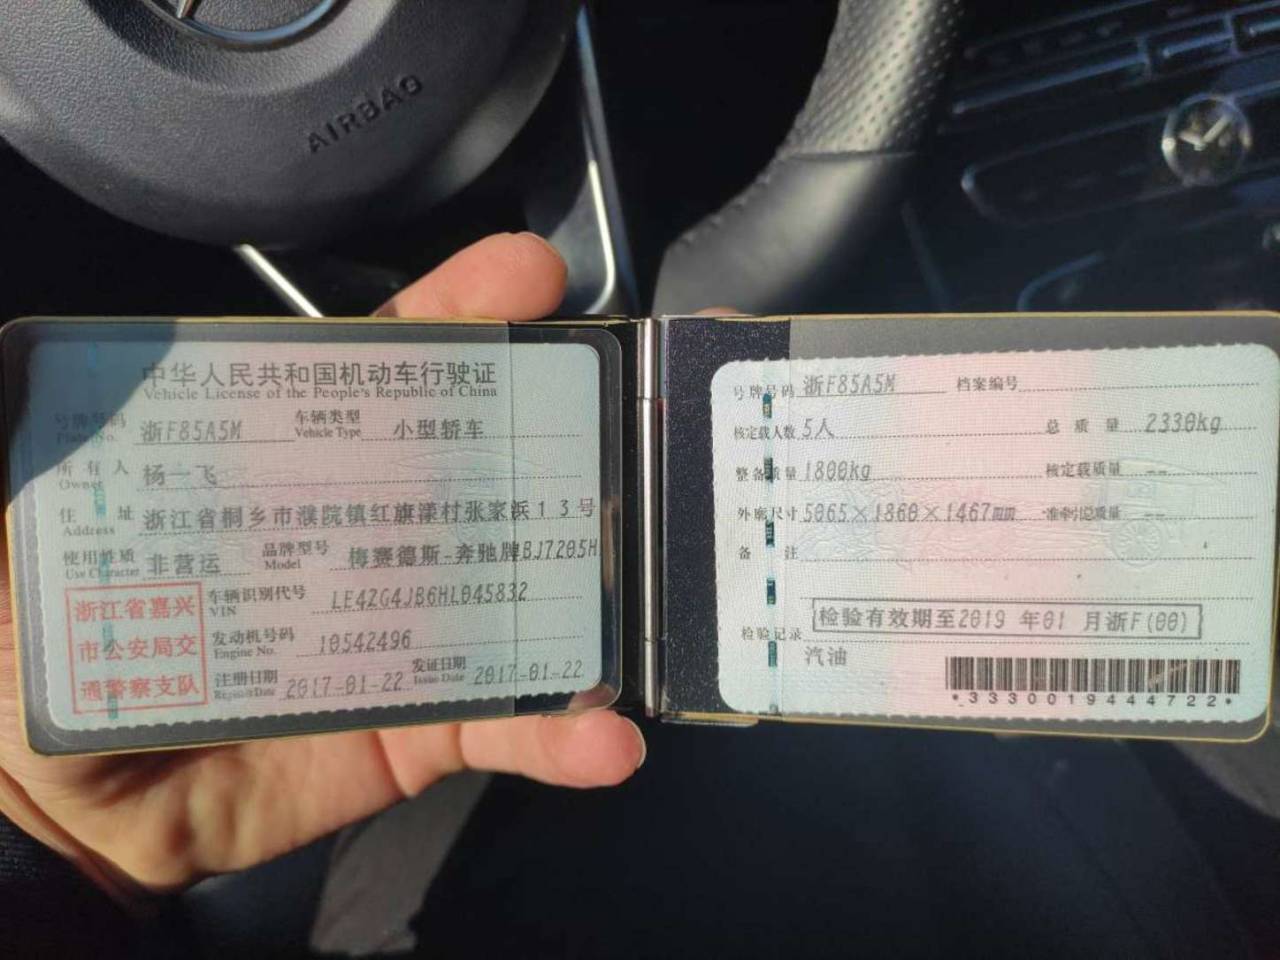 AIRBAG
中华人民共和国机动车行驶证
Vehicle License of the People's Republic of China
号牌号码 浙F85A5M 车辆类型 小型轿车
Plate No. Vehicle Type
所有人 杨一飞
Owner
住址 浙江省桐乡市濮院镇红旗漾村张家浜13号
Address
使用性质 非营运 品牌型号 梅赛德斯-奔驰牌BJ7205H
Use Character Model
浙江省嘉兴
市公安局交
通警察支队
车辆识别代号 LE4ZG4JB6HL045832
VIN
发动机号码 10542496
Engine No.
注册日期 2017-01-22 发证日期 2017-01-22
Register Date Issue Date
号牌号码 浙F85A5M 档案编号
核定载人数 5人 总质量 2330kg
整备质量 1800kg 核定载质量 --
外廓尺寸 5065×1860×1467mm 准牵引总质量 --
备注
检验有效期至2019年01月浙F(00)
检验记录
汽油
*3330019444722*